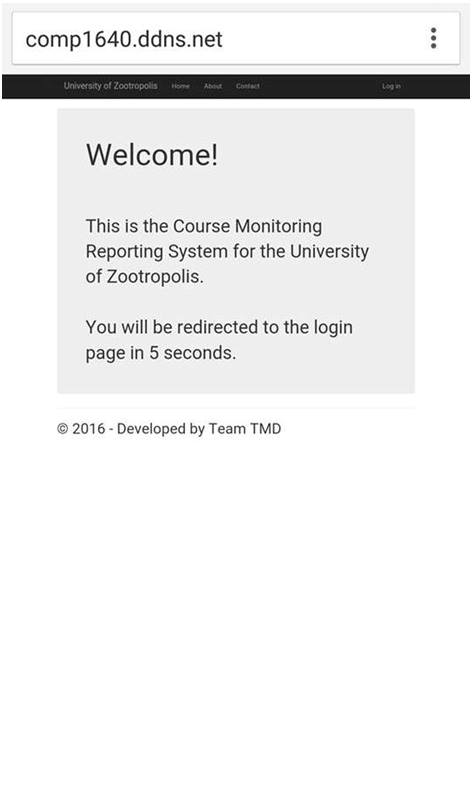 comp1640.ddns.net
University of Zootropolis Home About Contact Log in
Welcome!
This is the Course Monitoring
Reporting System for the University
of Zootropolis.
You will be redirected to the login
page in 5 seconds.
© 2016 - Developed by Team TMD